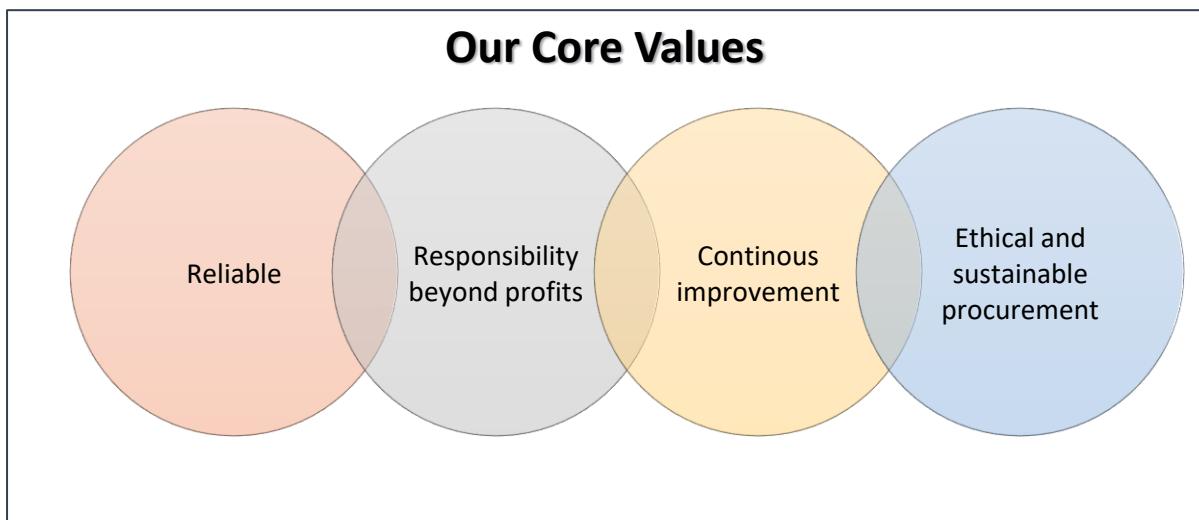 Our Core Values
Reliable
Responsibility
beyond profits
Continous
improvement
Ethical and
sustainable
procurement